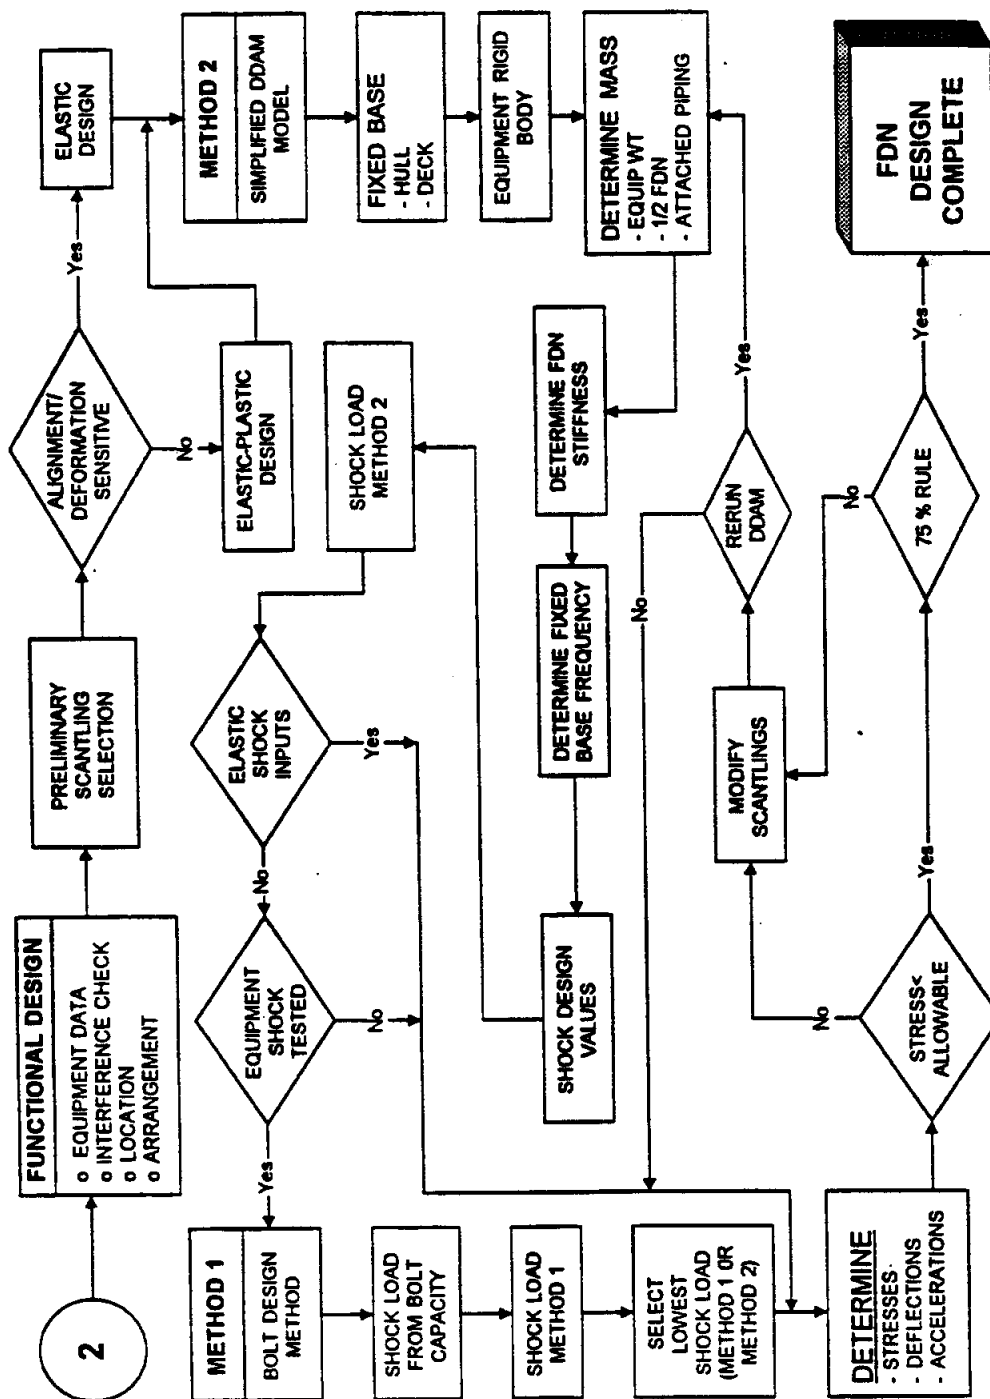 2
FUNCTIONAL DESIGN
o EQUIPMENT DATA
o INTERFERENCE CHECK
o LOCATION
o ARRANGEMENT
PRELIMINARY
SCANTLING
SELECTION
ALIGNMENT/
DEFORMATION
SENSITIVE
Yes
ELASTIC
DESIGN
No
ELASTIC-PLASTIC
DESIGN
METHOD 2
SIMPLIFIED DDAM
MODEL
FIXED BASE
- HULL
- DECK
EQUIPMENT RIGID
BODY
DETERMINE MASS
- EQUIP WT
- 1/2 FDN
- ATTACHED PIPING
DETERMINE FDN
STIFFNESS
DETERMINE FIXED
BASE FREQUENCY
SHOCK DESIGN
VALUES
SHOCK LOAD
METHOD 2
ELASTIC
SHOCK
INPUTS
Yes
No
EQUIPMENT
SHOCK
TESTED
No
Yes
METHOD 1
BOLT DESIGN
METHOD
SHOCK LOAD
FROM BOLT
CAPACITY
SHOCK LOAD
METHOD 1
SELECT
LOWEST
SHOCK LOAD
(METHOD 1 OR
METHOD 2)
DETERMINE
- STRESSES
- DEFLECTIONS
- ACCELERATIONS
STRESS<
ALLOWABLE
No
Yes
MODIFY
SCANTLINGS
RERUN
DDAM
No
Yes
75 % RULE
No
Yes
FDN
DESIGN
COMPLETE